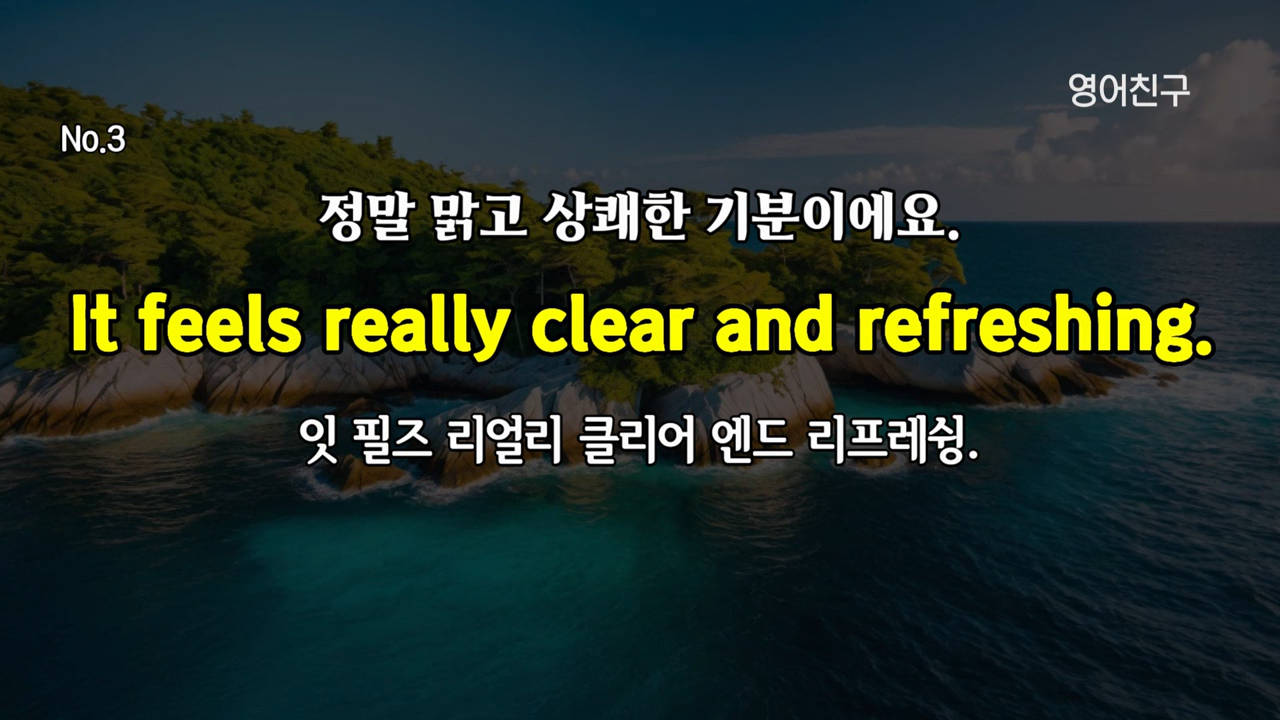 영어친구
No.3
정말 맑고 상쾌한 기분이에요.
It feels really clear and refreshing.
잇 필즈 리얼리 클리어 엔드 리프레슁.